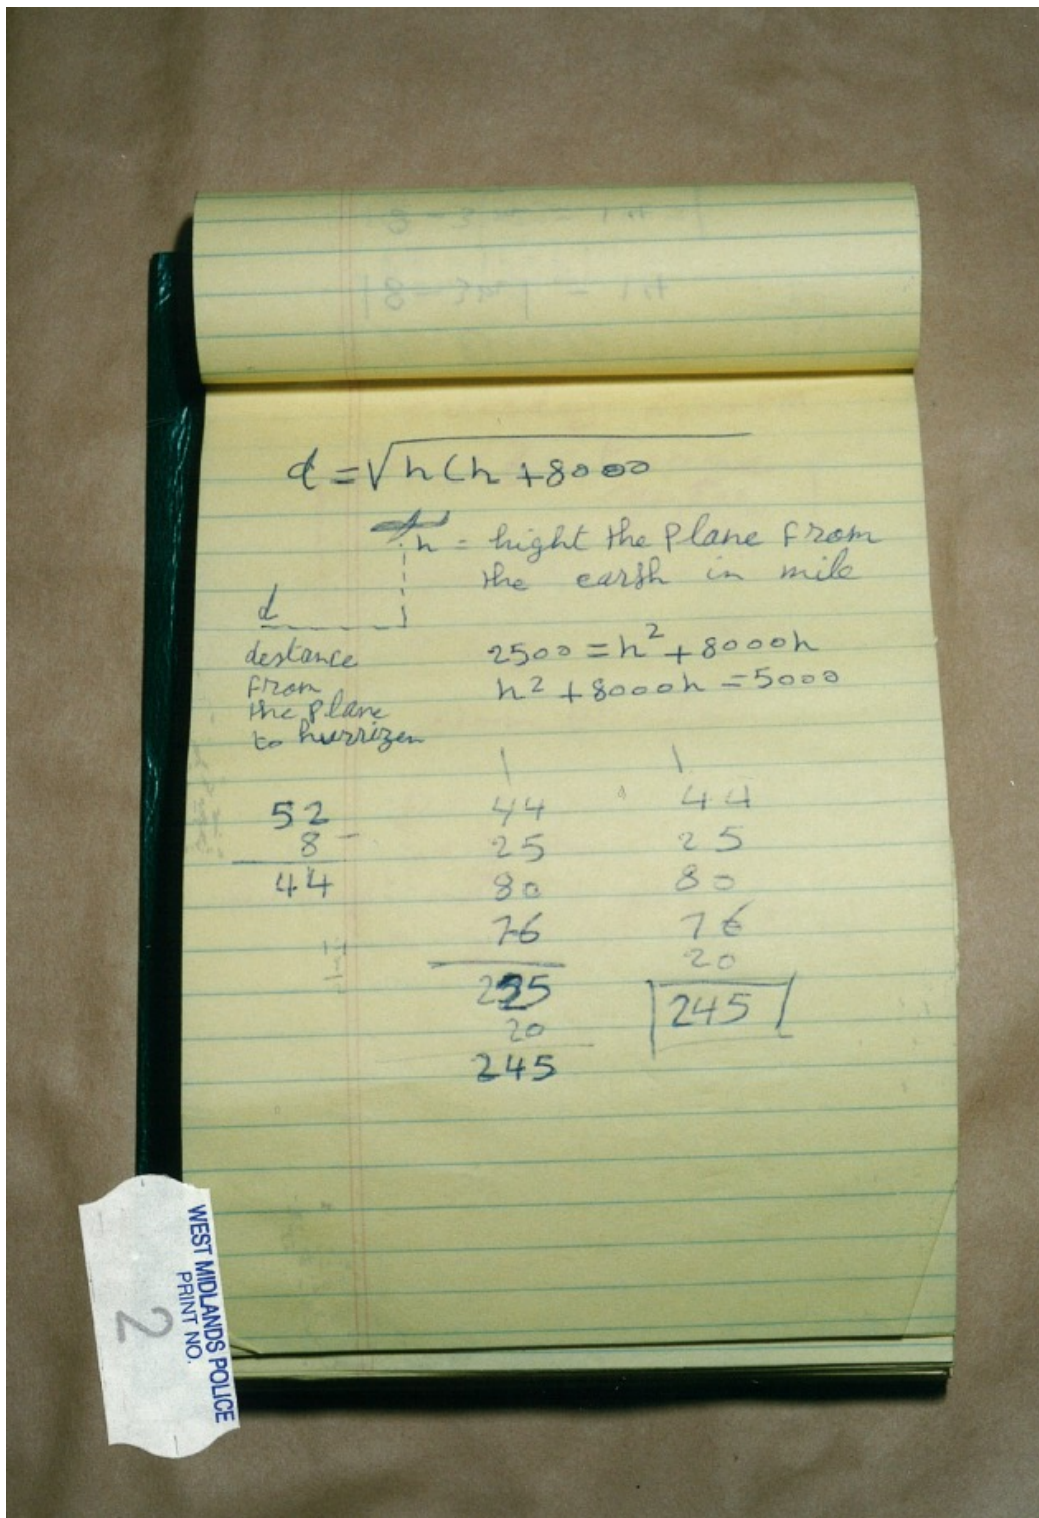 d = √h(h + 8000
h = hight the plane from
the earth in mile
d
destance
from
the plane
to hurrizen
2500 = h² + 8000h
h² + 8000h = 5000
52
8 -
44
44
25
80
76
20
245
44
25
80
76
20
245
WEST MIDLANDS POLICE
PRINT NO.
2